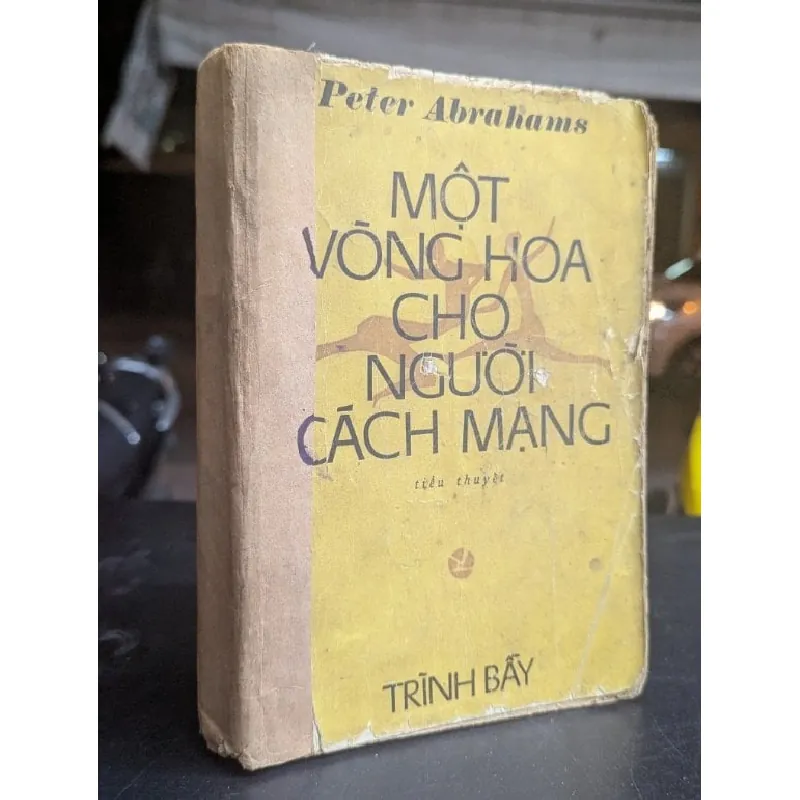 Peter Abrahams
MỘT
VÒNG HOA
CHO
NGƯỜI
CÁCH MẠNG
tiểu thuyết
TRÌNH BẦY